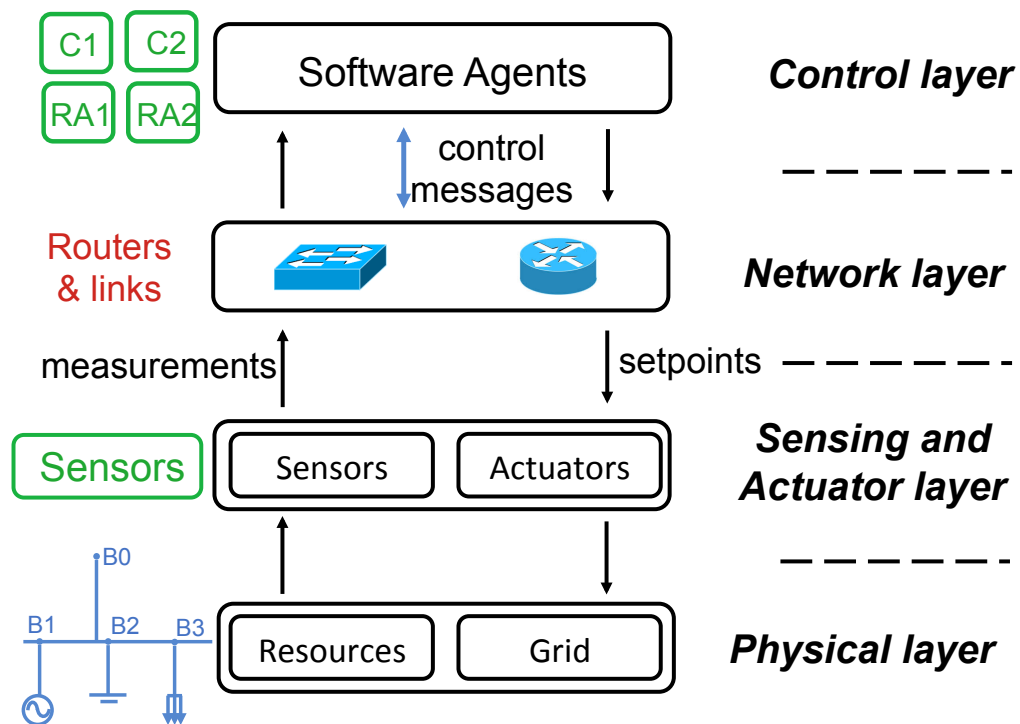 C1
C2
RA1
RA2
Software Agents
Control layer
control
messages
Routers
& links
Network layer
measurements
setpoints
Sensors
Sensors
Actuators
Sensing and
Actuator layer
B0
B1
B2
B3
Resources
Grid
Physical layer